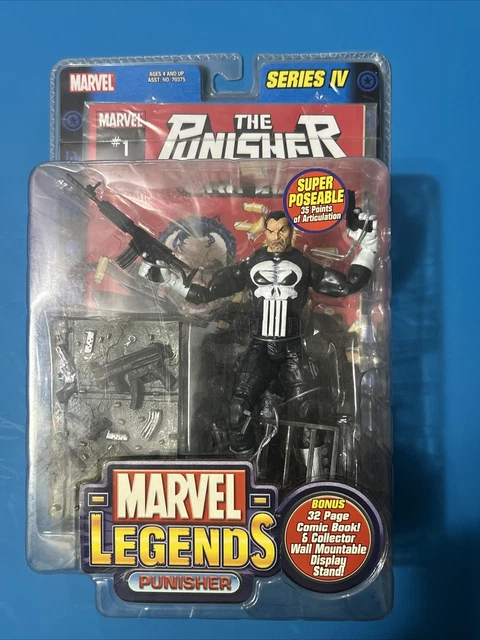 MARVEL
AGES 4 AND UP
ASST NO. 70375
SERIES IV
MARVEL
#1
THE
PUNISHER
SUPER
POSEABLE
35 Points
of Articulation
MARVEL
LEGENDS
PUNISHER
BONUS
32 Page
Comic Book!
& Collector
Wall Mountable
Display
Stand!